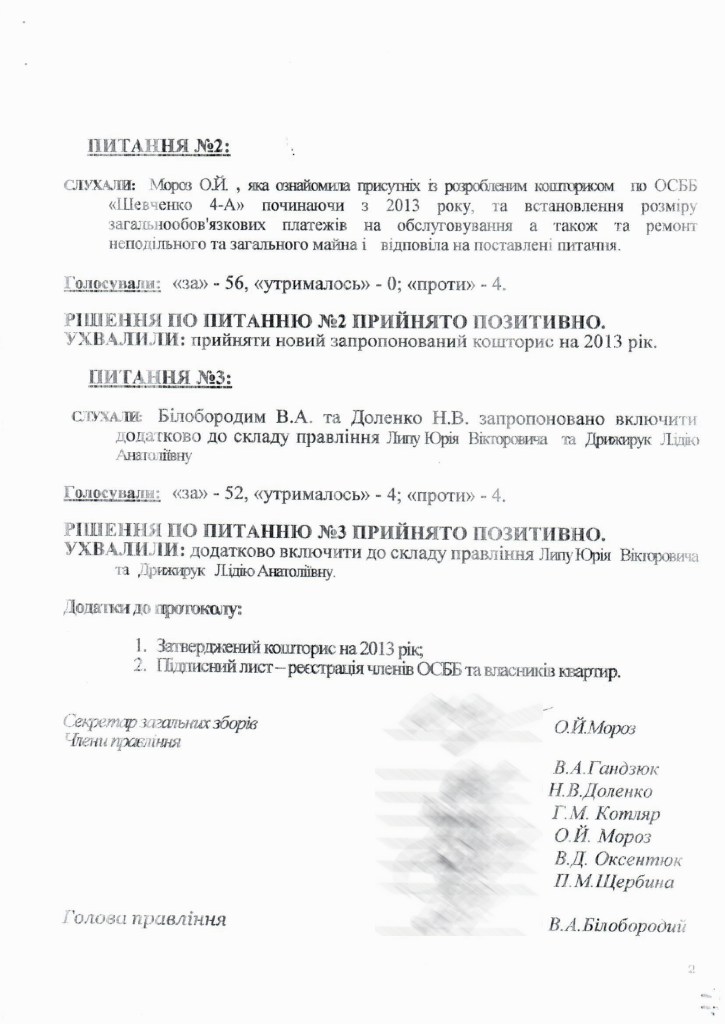 ПИТАННЯ №2:
СЛУХАЛИ: Мороз О.Й. , яка ознайомила присутніх із розробленим кошторисом по ОСББ
«Шевченко 4-А» починаючи з 2013 року, та встановлення розміру
загальнообов'язкових платежів на обслуговування а також та ремонт
неподільного та загального майна і відповіла на поставлені питання.
Голосували: «за» - 56, «утрималось» - 0; «проти» - 4.
РІШЕННЯ ПО ПИТАННЮ №2 ПРИЙНЯТО ПОЗИТИВНО.
УХВАЛИЛИ: прийняти новий запропонований кошторис на 2013 рік.
ПИТАННЯ №3:
СЛУХАЛИ: Білобородим В.А. та Доленко Н.В. запропоновано включити
додатково до складу правління Липу Юрія Вікторовича та Дрижирук Лідію
Анатоліївну
Голосували: «за» - 52, «утрималось» - 4; «проти» - 4.
РІШЕННЯ ПО ПИТАННЮ №3 ПРИЙНЯТО ПОЗИТИВНО.
УХВАЛИЛИ: додатково включити до складу правління Липу Юрія Вікторовича
та Дрижирук Лідію Анатоліївну.
Додатки до протоколу:
1. Затверджений кошторис на 2013 рік;
2. Підписний лист – реєстрація членів ОСББ та власників квартир.
Секретар загальних зборів О.Й.Мороз
Члени правління
В.А.Гандзюк
Н.В.Доленко
Г.М. Котляр
О.Й. Мороз
В.Д. Оксентюк
П.М.Щербина
Голова правління В.А.Білобородий
2